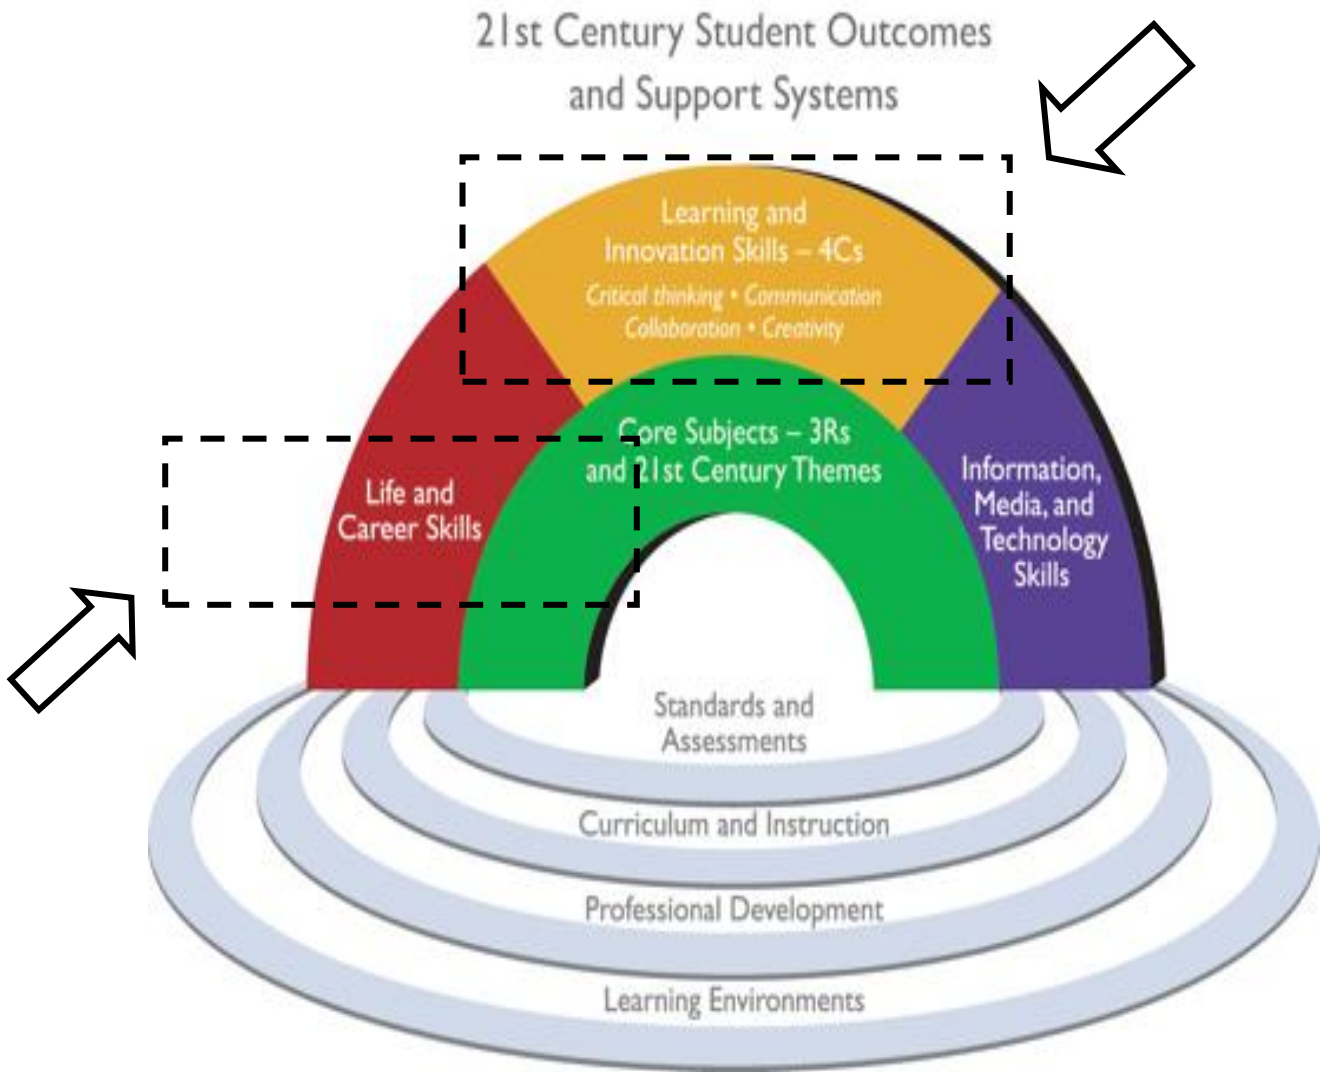 21st Century Student Outcomes
and Support Systems
Learning and
Innovation Skills – 4Cs
Critical thinking • Communication
Collaboration • Creativity
Core Subjects – 3Rs
and 21st Century Themes
Life and
Career Skills
Information,
Media, and
Technology
Skills
Standards and
Assessments
Curriculum and Instruction
Professional Development
Learning Environments